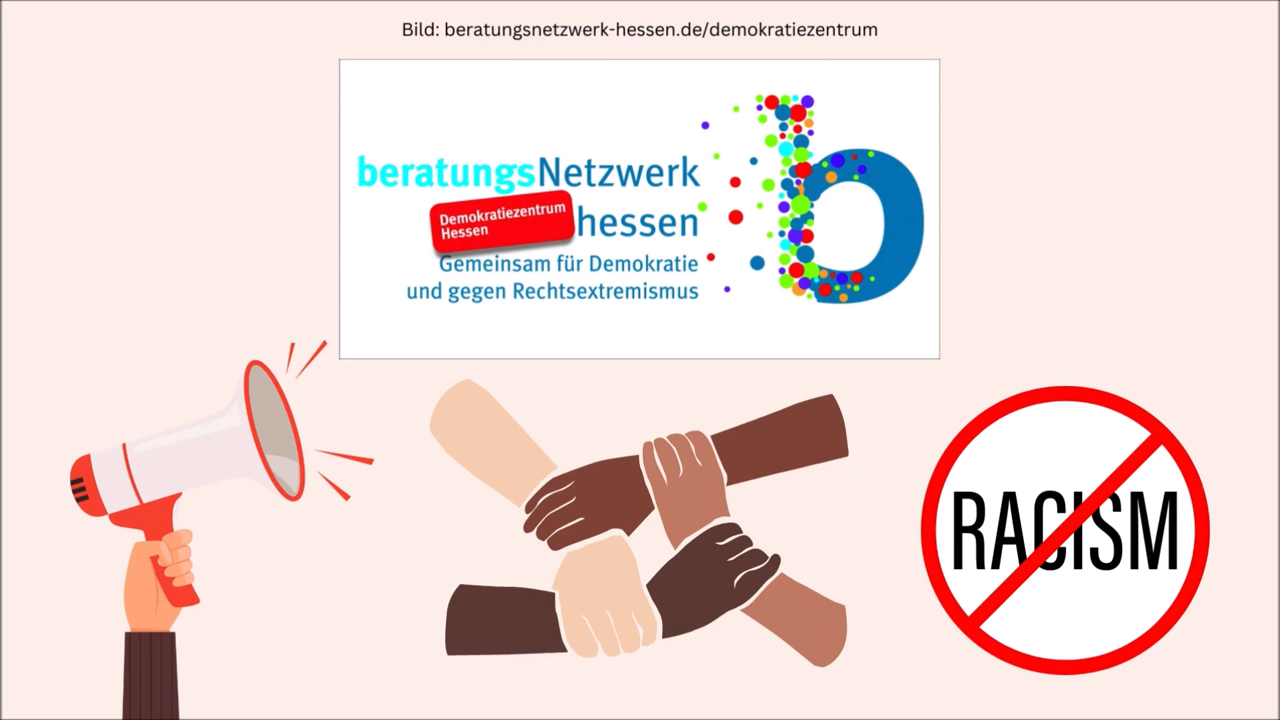 Bild: beratungsnetzwerk-hessen.de/demokratiezentrum
beratungsNetzwerk
Demokratiezentrum
Hessen
hessen
Gemeinsam für Demokratie
und gegen Rechtsextremismus
b
RACISM